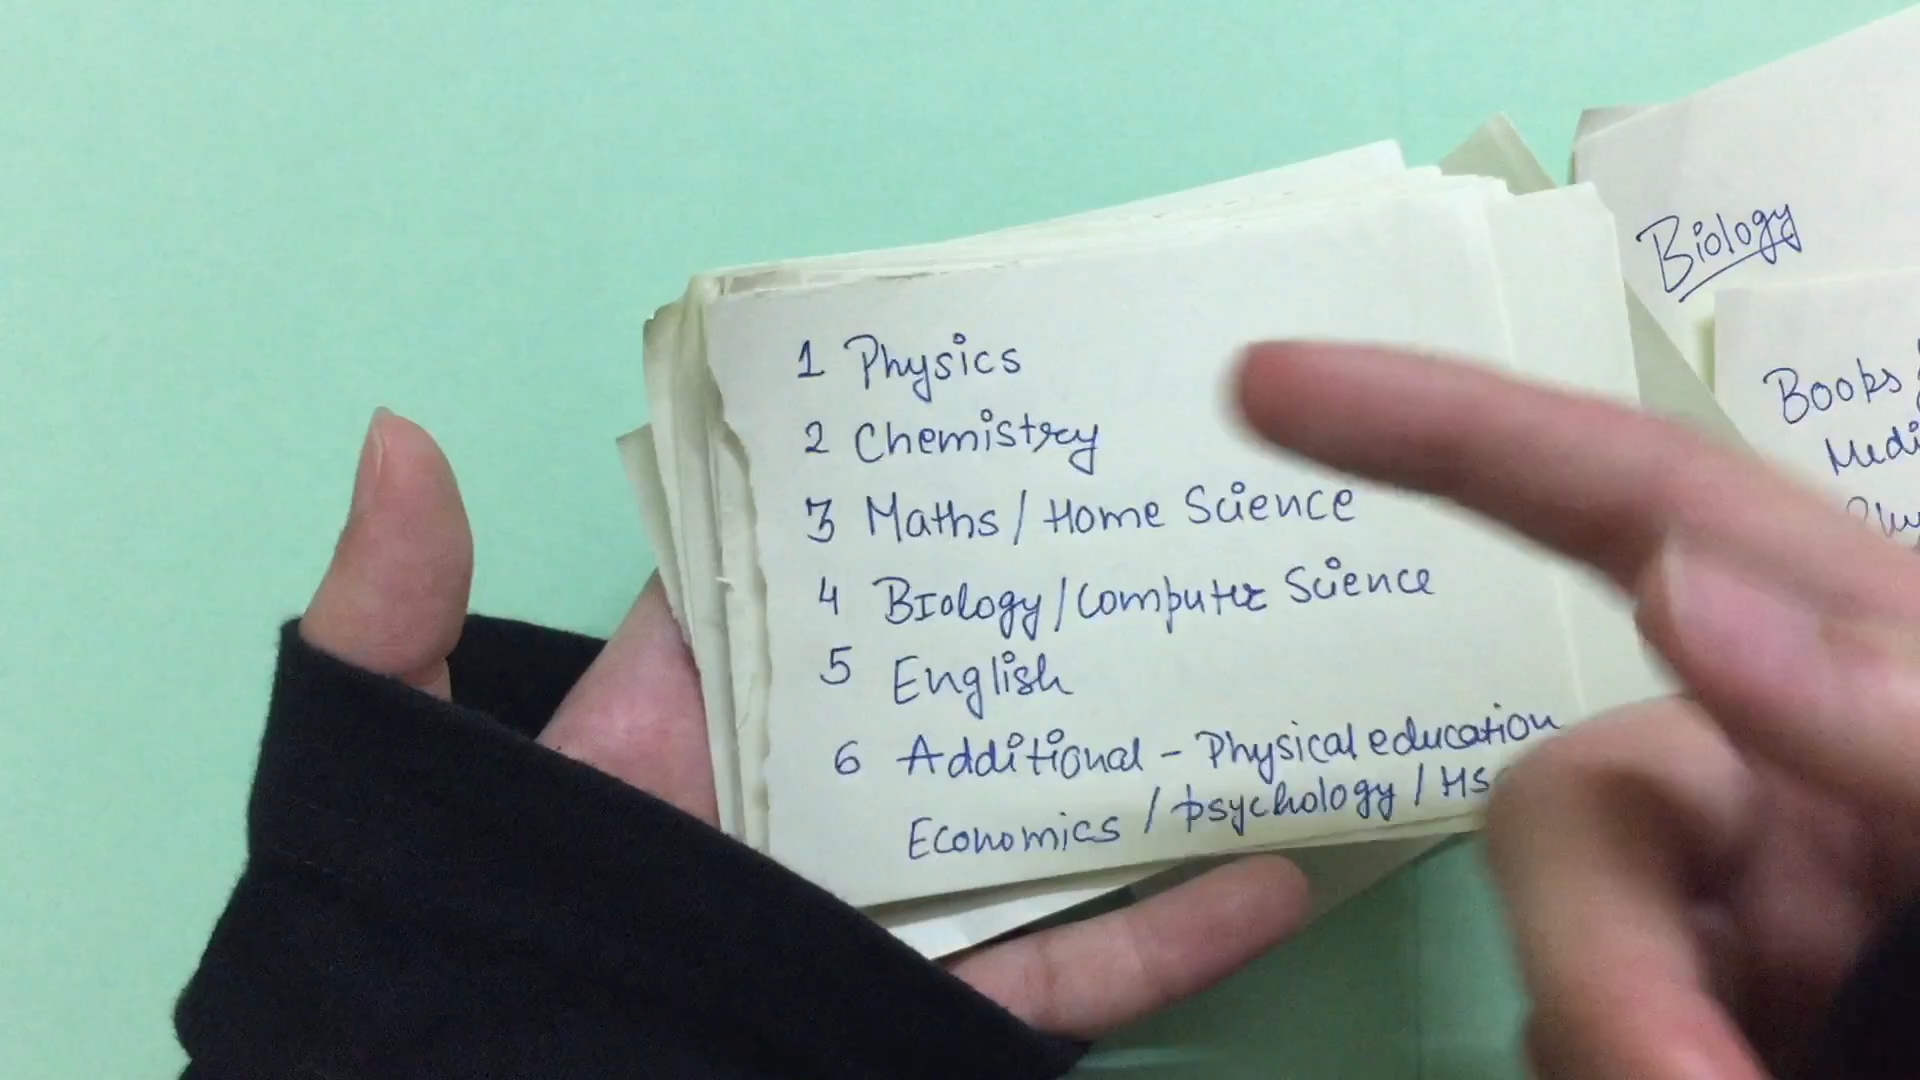 1 Physics
2 Chemistry
3 Maths / Home Science
4 Biology / Computer Science
5 English
6 Additional - Physical education
Economics / psychology / HS
Biology
Books